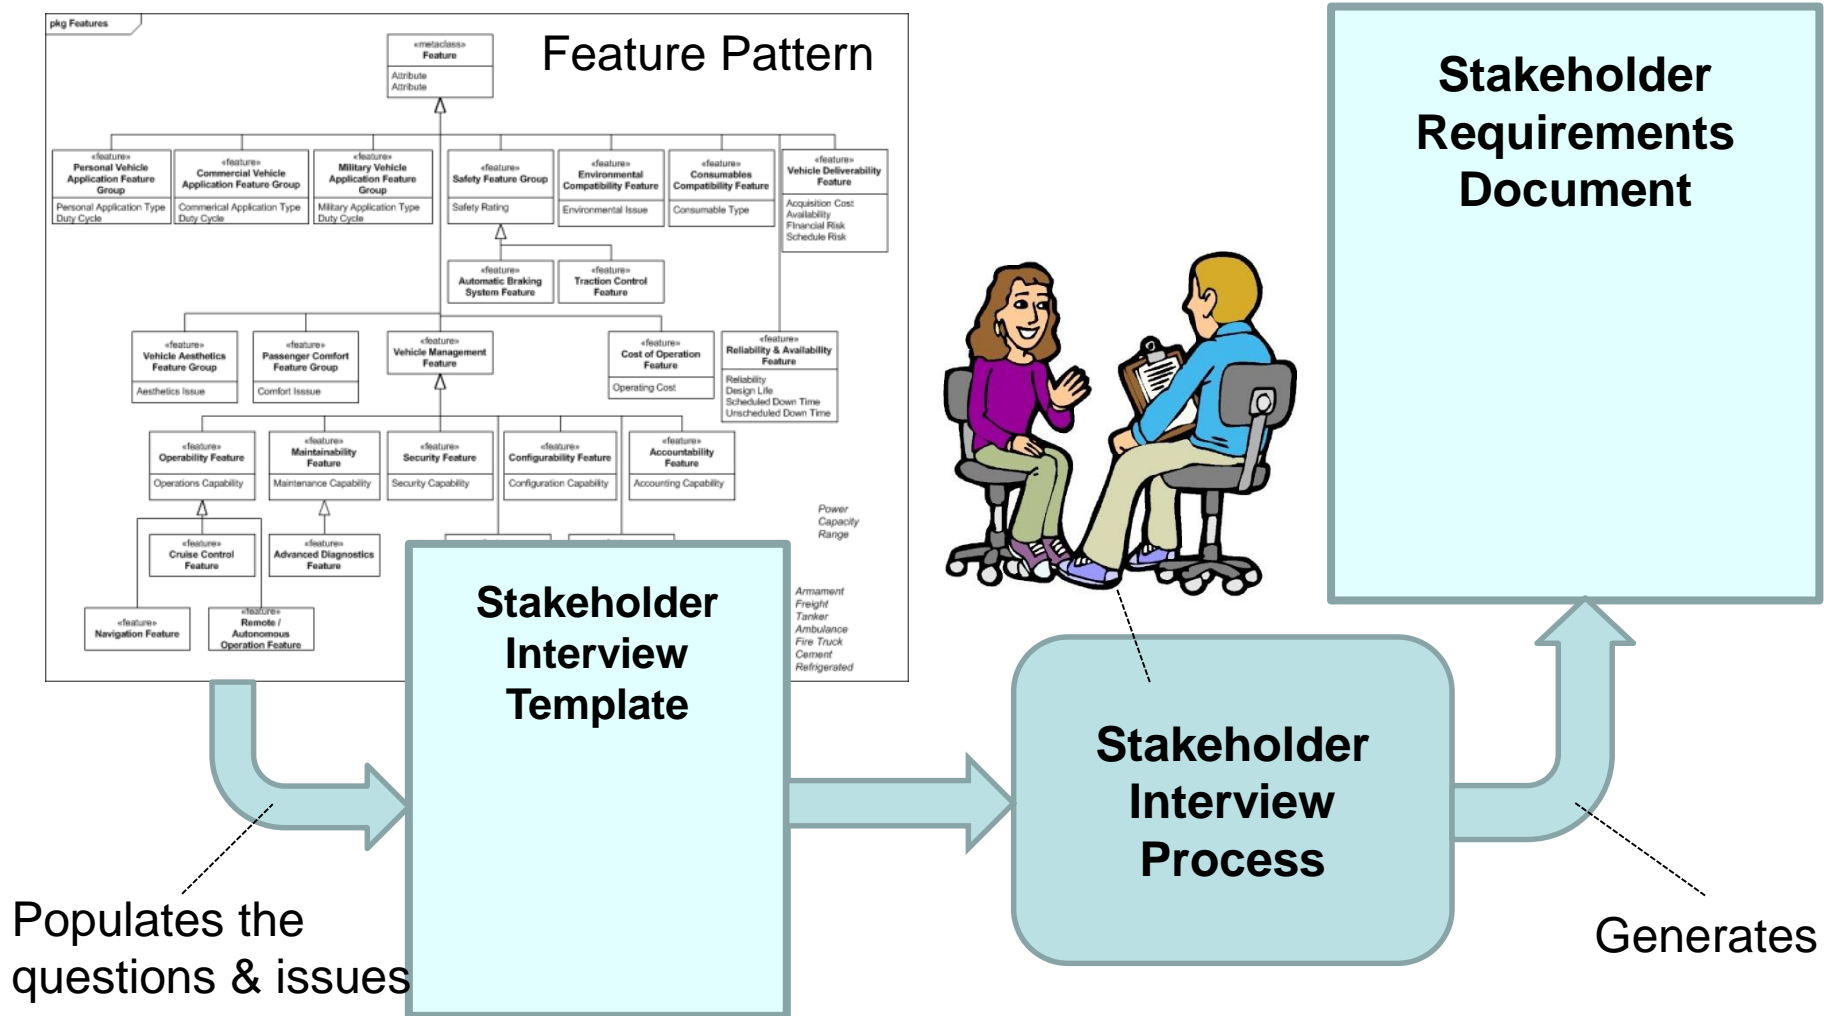 pkg Features
Feature Pattern
«metaclass»
Feature
Attribute
Attribute
«feature»
Personal Vehicle
Application Feature
Group
Personal Application Type
Duty Cycle
«feature»
Commercial Vehicle
Application Feature Group
Commerical Application Type
Duty Cycle
«feature»
Military Vehicle
Application Feature
Group
Military Application Type
Duty Cycle
«feature»
Safety Feature Group
Safety Rating
«feature»
Environmental
Compatibility Feature
Environmental Issue
«feature»
Consumables
Compatibility Feature
Consumable Type
«feature»
Vehicle Deliverability
Feature
Acquisition Cost
Availability
Financial Risk
Schedule Risk
«feature»
Automatic Braking
System Feature
«feature»
Traction Control
Feature
«feature»
Vehicle Aesthetics
Feature Group
Aesthetics Issue
«feature»
Passenger Comfort
Feature Group
Comfort Isssue
«feature»
Vehicle Management
Feature
«feature»
Cost of Operation
Feature
Operating Cost
«feature»
Reliability & Availability
Feature
Reliability
Design Life
Scheduled Down Time
Unscheduled Down Time
«feature»
Operability Feature
Operations Capability
«feature»
Maintainability
Feature
Maintenance Capability
«feature»
Security Feature
Security Capability
«feature»
Configurability Feature
Configuration Capability
«feature»
Accountability
Feature
Accounting Capability
Power
Capacity
Range
«feature»
Cruise Control
Feature
«feature»
Advanced Diagnostics
Feature
«feature»
Navigation Feature
«feature»
Remote /
Autonomous
Operation Feature
Armament
Freight
Tanker
Ambulance
Fire Truck
Cement
Refrigerated
Stakeholder
Interview
Template
Stakeholder
Interview
Process
Stakeholder
Requirements
Document
Populates the
questions & issues
Generates